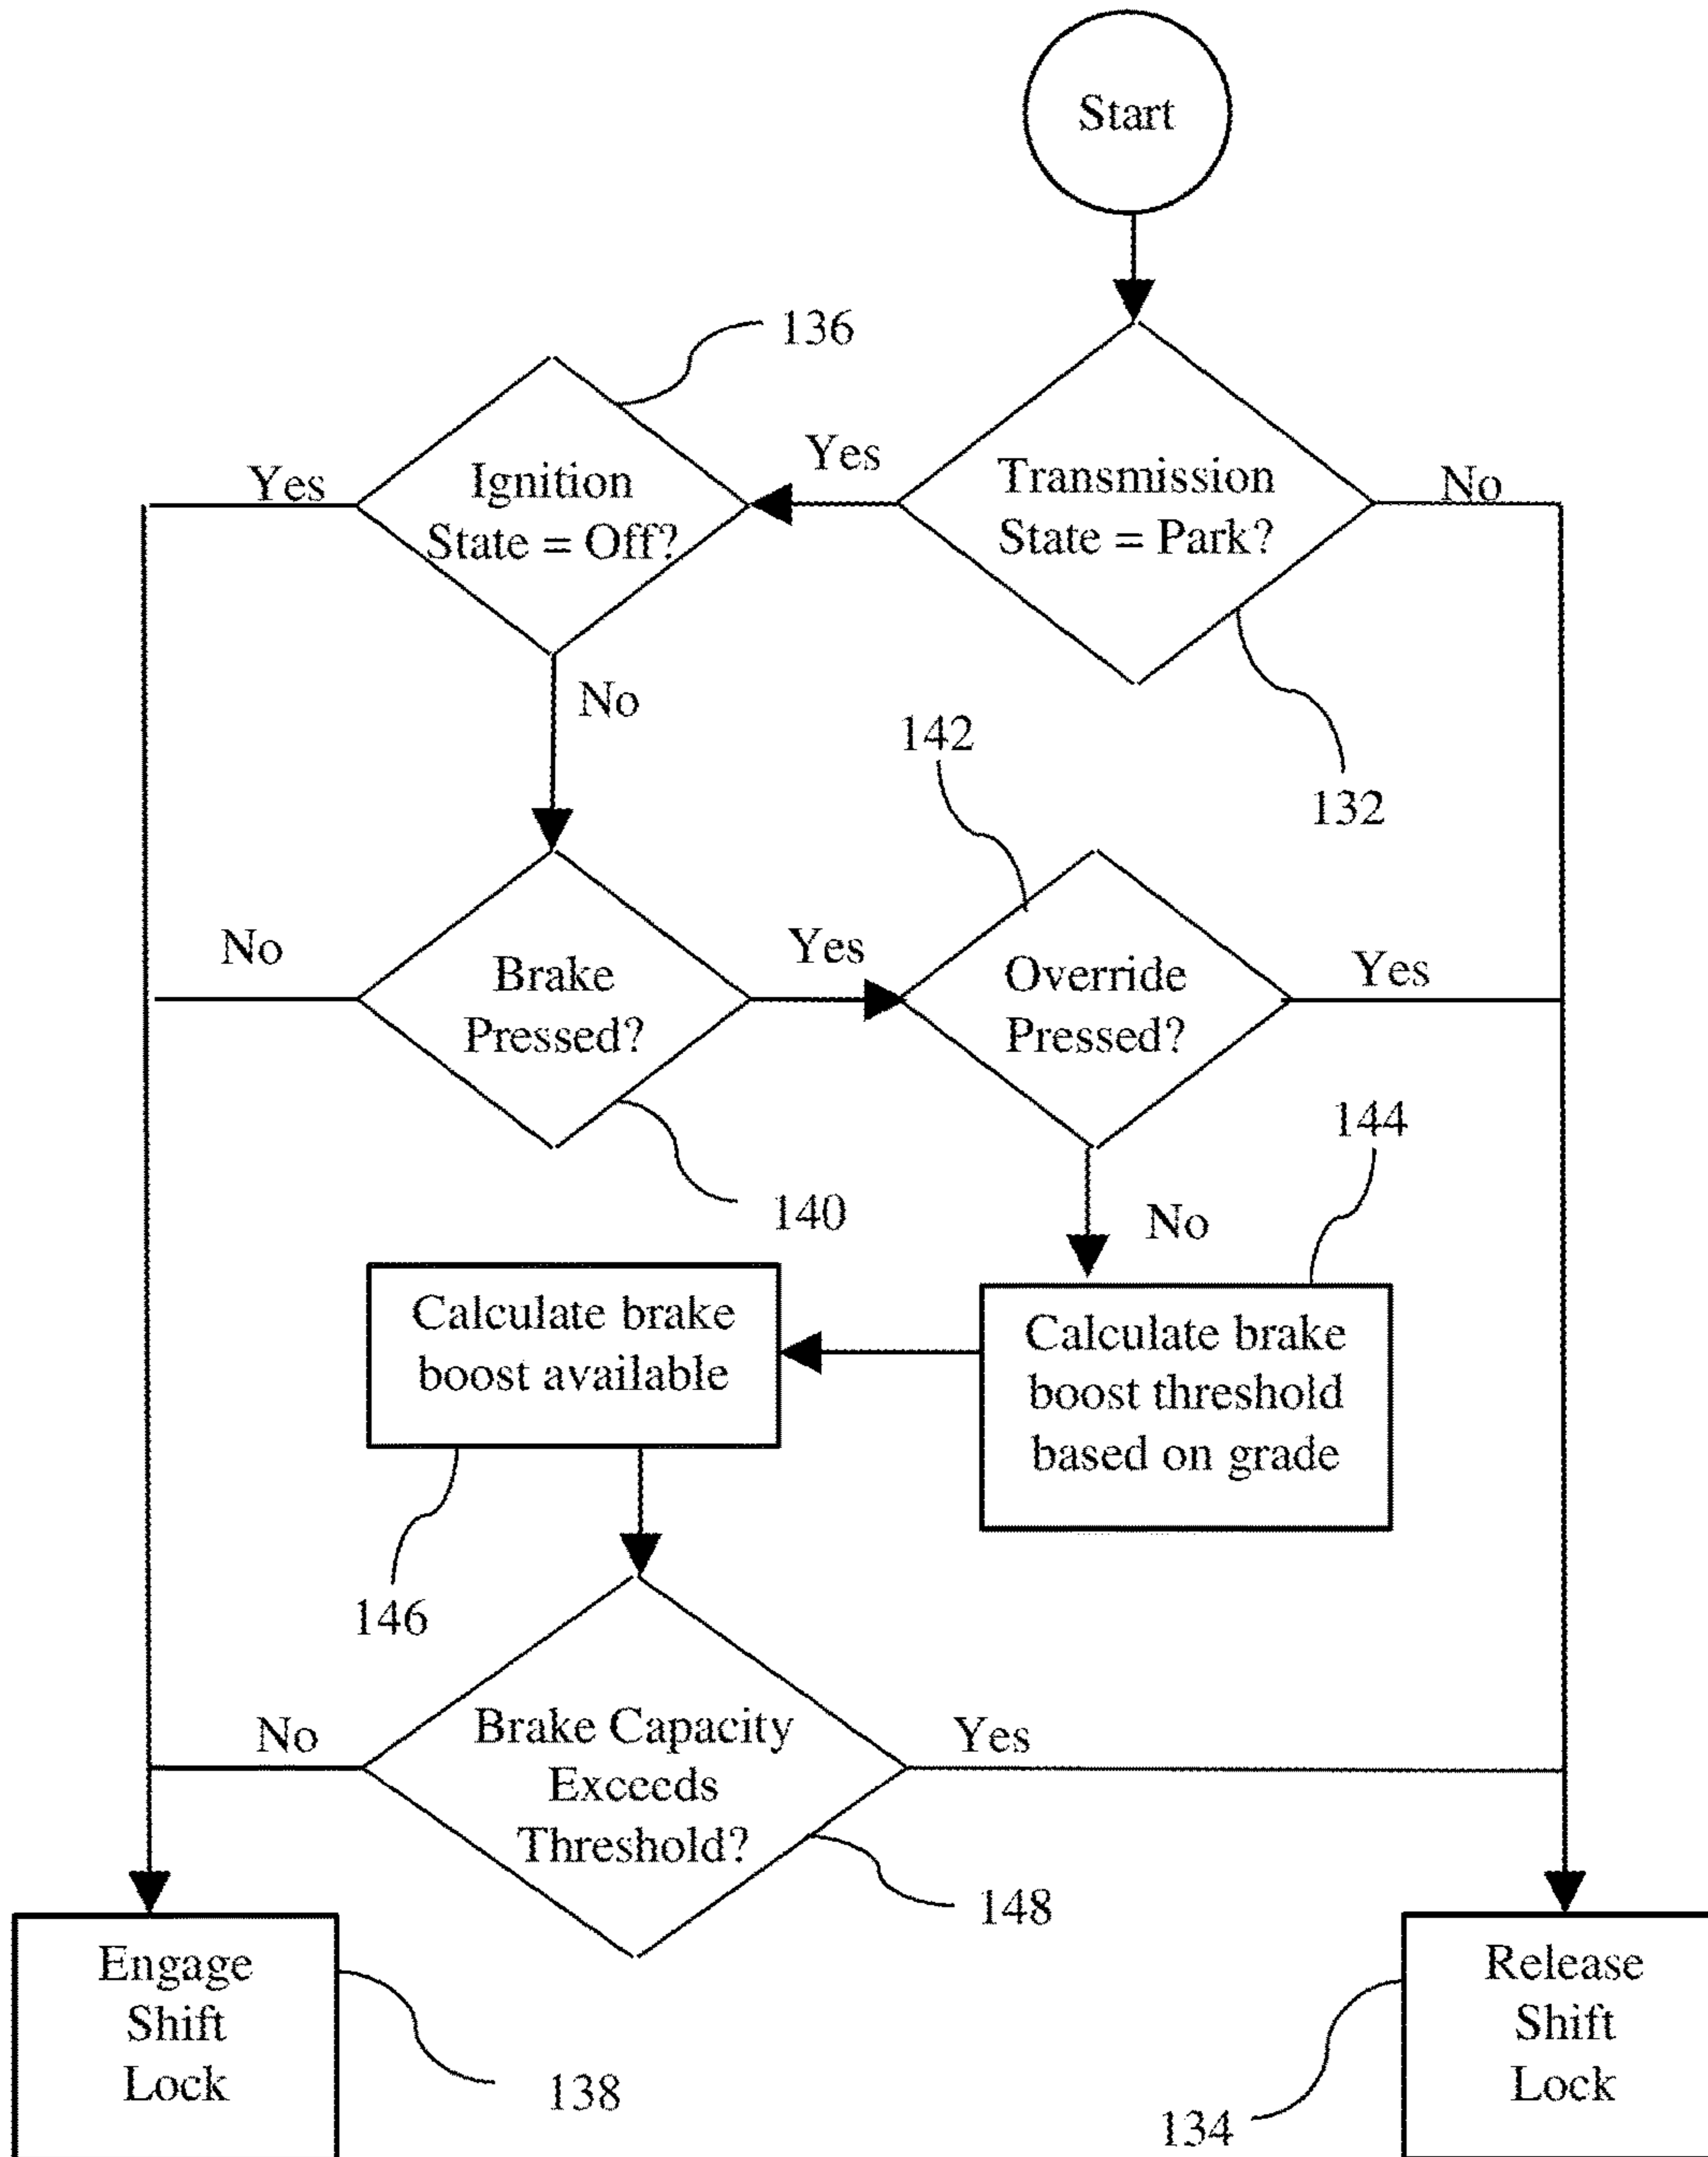 Start
136
Yes
Ignition
State = Off?
Yes
Transmission
State = Park?
No
No
142
132
No
Brake
Pressed?
Yes
Override
Pressed?
Yes
144
140
No
Calculate brake
boost available
Calculate brake
boost threshold
based on grade
146
No
Brake Capacity
Exceeds
Threshold?
Yes
148
Engage
Shift
Lock
138
Release
Shift
Lock
134